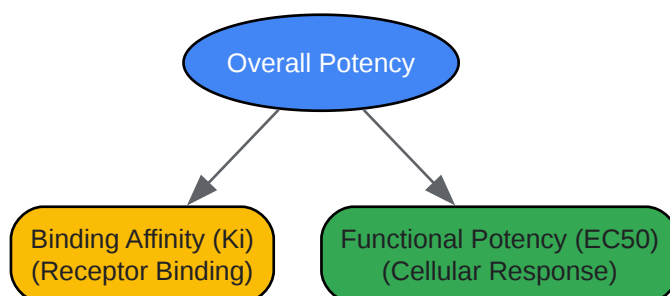 Overall Potency
Binding Affinity (Ki)
(Receptor Binding)
Functional Potency (EC50)
(Cellular Response)